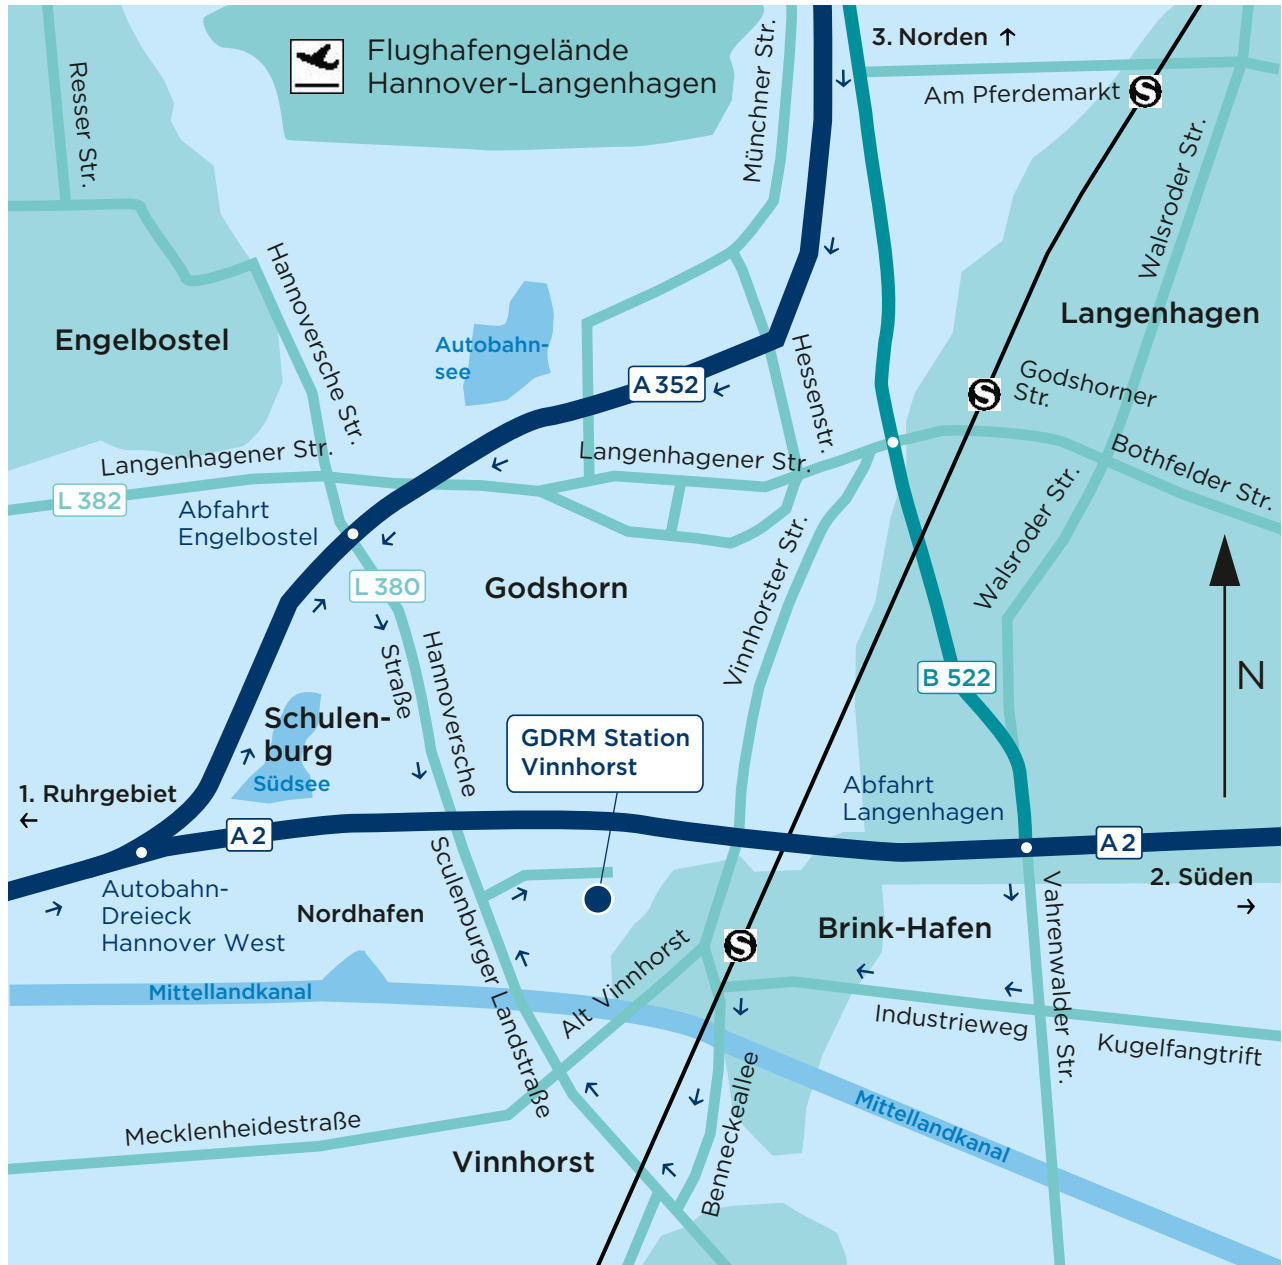 Flughafengelände
Hannover-Langenhagen
3. Norden ↑
Münchner Str.
Resser Str.
Am Pferdemarkt
S
Walsroder Str.
Hannoversche Str.
Engelbostel
Autobahn-
see
A 352
Hessenstr.
Langenhagen
S
Godshorner
Str.
Langenhagener Str.
Langenhagener Str.
Bothfelder Str.
L 382
Abfahrt
Engelbostel
Walsroder Str.
L 380
Godshorn
Vinnhorster Str.
Hannoversche
Straße
B 522
N
Schulen-
burg
Südsee
GDRM Station
Vinnhorst
1. Ruhrgebiet
←
A 2
Abfahrt
Langenhagen
A 2
2. Süden
→
Autobahn-
Dreieck
Hannover West
Nordhafen
Sculenburger Landstraße
Alt Vinnhorst
S
Brink-Hafen
Vahrenwalder Str.
Mittellandkanal
Industrieweg
Kugelfangtrift
Mecklenheidestraße
Benneckeallee
Mittellandkanal
Vinnhorst